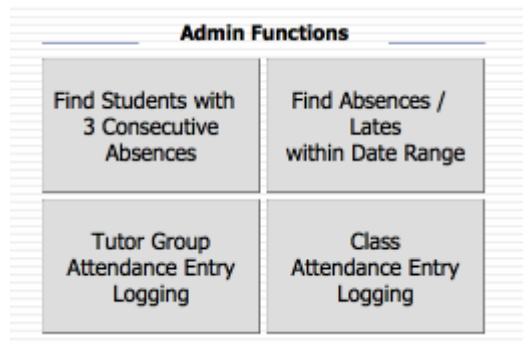 Admin Functions
Find Students with
3 Consecutive
Absences
Find Absences /
Lates
within Date Range
Tutor Group
Attendance Entry
Logging
Class
Attendance Entry
Logging